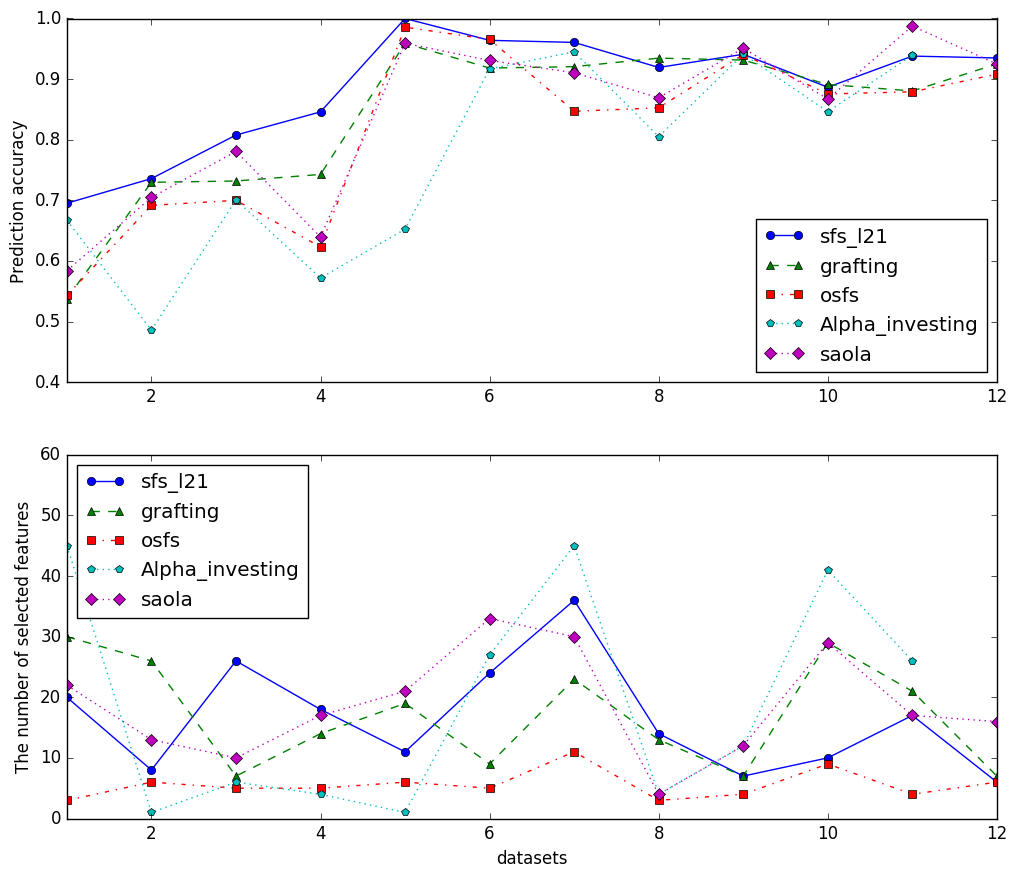 1.0
0.9
0.8
0.7
0.6
0.5
0.4
Prediction accuracy
sfs_l21
grafting
osfs
Alpha_investing
saola
2 4 6 8 10 12
60
50
40
30
20
10
0
The number of selected features
sfs_l21
grafting
osfs
Alpha_investing
saola
2 4 6 8 10 12
datasets